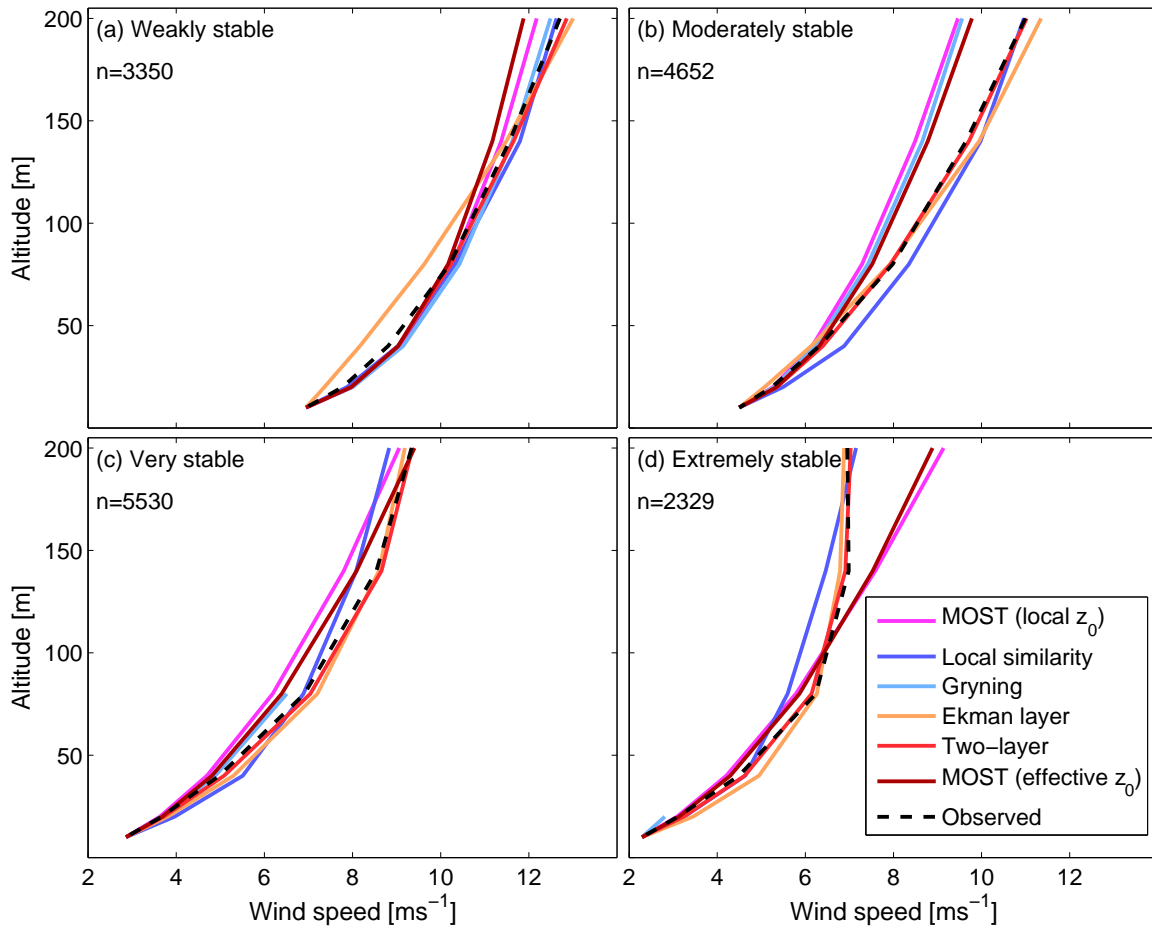 (a) Weakly stable
n=3350
(b) Moderately stable
n=4652
200
150
100
50
Altitude [m]
(c) Very stable
n=5530
(d) Extremely stable
n=2329
200
150
100
50
Altitude [m]
MOST (local z₀)
Local similarity
Gryning
Ekman layer
Two−layer
MOST (effective z₀)
Observed
2 4 6 8 10 12
2 4 6 8 10 12
Wind speed [ms⁻¹]
Wind speed [ms⁻¹]